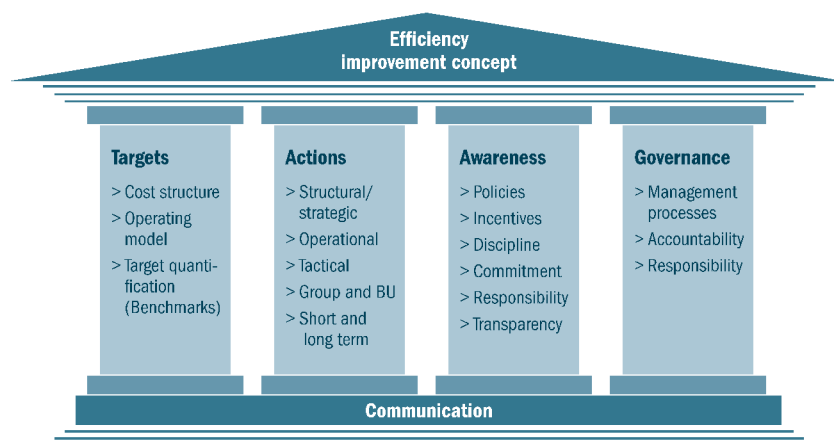 Efficiency
improvement concept
Targets
> Cost structure
> Operating
model
> Target quanti-
fication
(Benchmarks)
Actions
> Structural/
strategic
> Operational
> Tactical
> Group and BU
> Short and
long term
Awareness
> Policies
> Incentives
> Discipline
> Commitment
> Responsibility
> Transparency
Governance
> Management
processes
> Accountability
> Responsibility
Communication